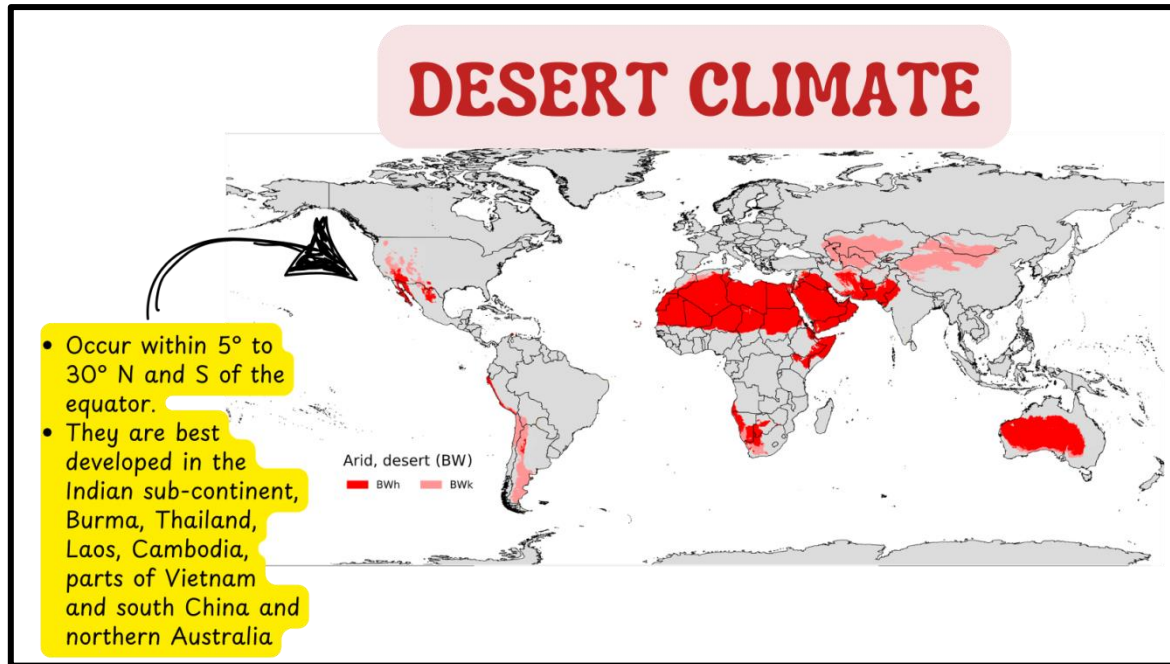 DESERT CLIMATE
• Occur within 5° to
30° N and S of the
equator.
• They are best
developed in the
Indian sub-continent,
Burma, Thailand,
Laos, Cambodia,
parts of Vietnam
and south China and
northern Australia
Arid, desert (BW)
BWh BWk